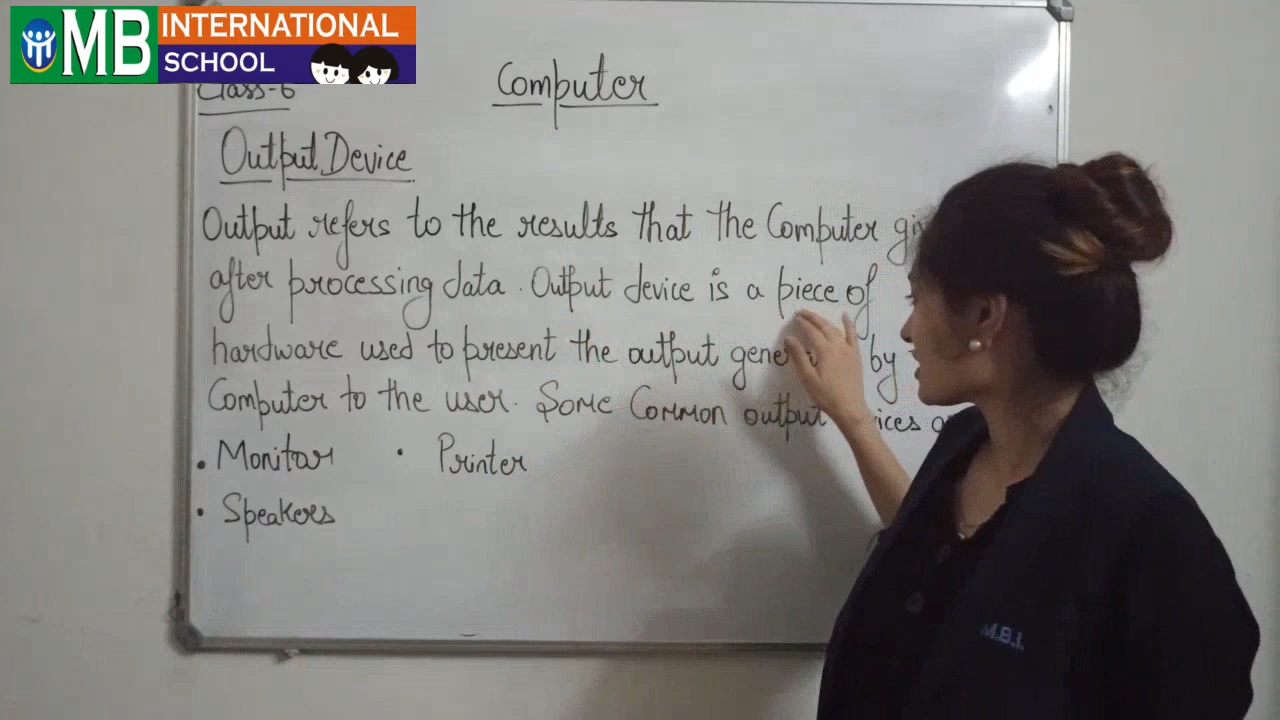 MB INTERNATIONAL
SCHOOL
Class-6
Computer
Output Device
Output refers to the results that the Computer
after processing data. Output device is a piece of
hardware used to present the output by
Computer to the user. Some Common output
• Monitor • Printer
• Speakers
M.B.I.